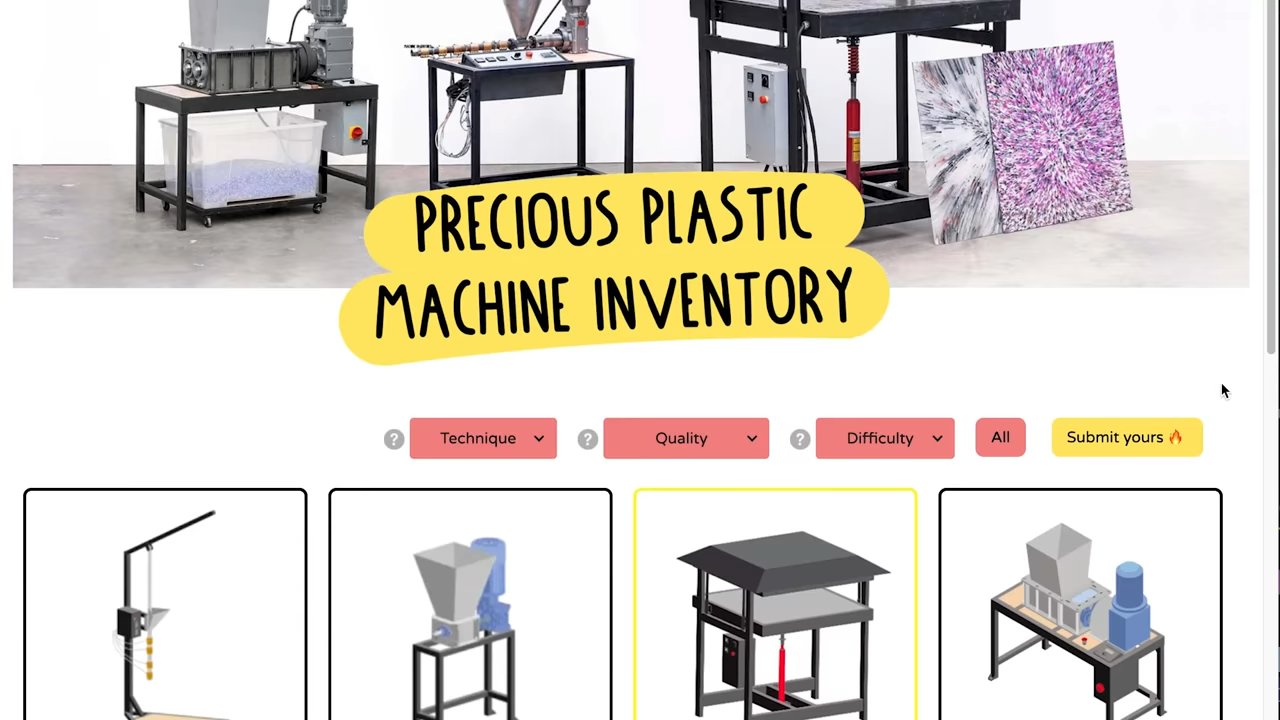 PRECIOUS PLASTIC
MACHINE INVENTORY
? Technique
? Quality
? Difficulty
All
Submit yours 🔥